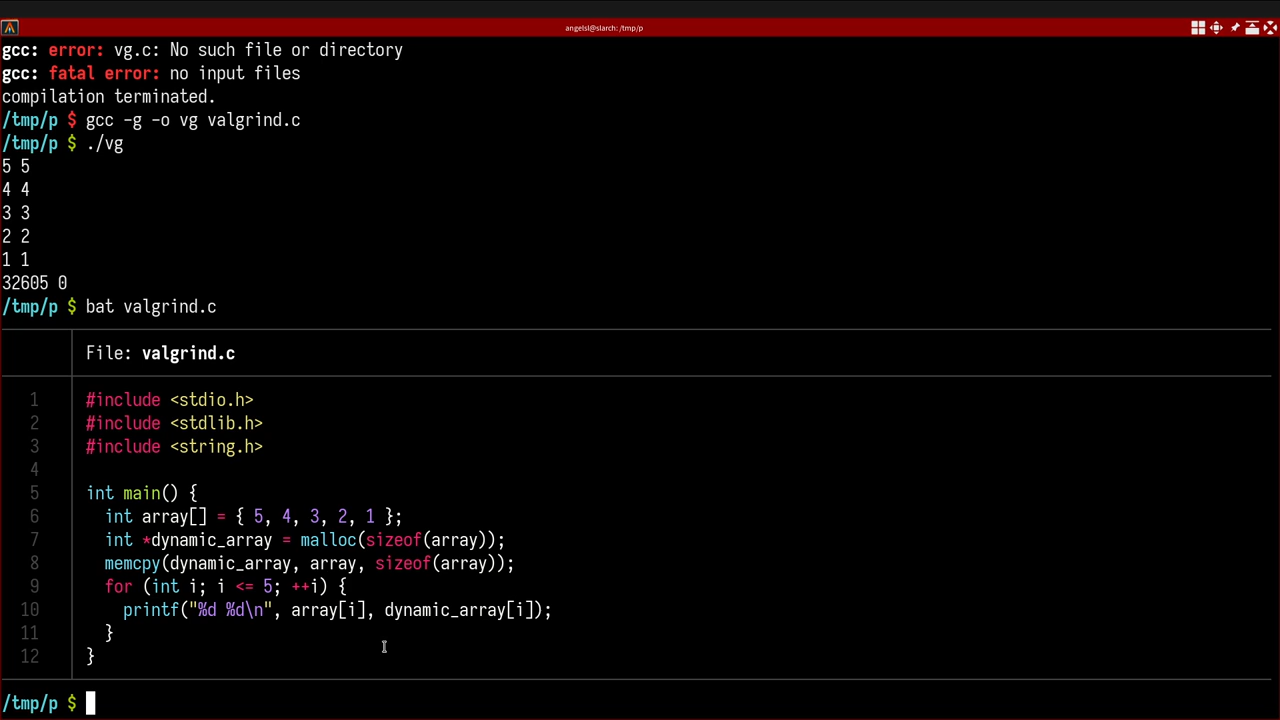 angelsl@slarch: /tmp/p
gcc: error: vg.c: No such file or directory
gcc: fatal error: no input files
compilation terminated.
/tmp/p $ gcc -g -o vg valgrind.c
/tmp/p $ ./vg
5 5
4 4
3 3
2 2
1 1
32605 0
/tmp/p $ bat valgrind.c
File: valgrind.c
1 #include <stdio.h>
2 #include <stdlib.h>
3 #include <string.h>
4
5 int main() {
6   int array[] = { 5, 4, 3, 2, 1 };
7   int *dynamic_array = malloc(sizeof(array));
8   memcpy(dynamic_array, array, sizeof(array));
9   for (int i; i <= 5; ++i) {
10     printf("%d %d\n", array[i], dynamic_array[i]);
11   }
12 }
/tmp/p $